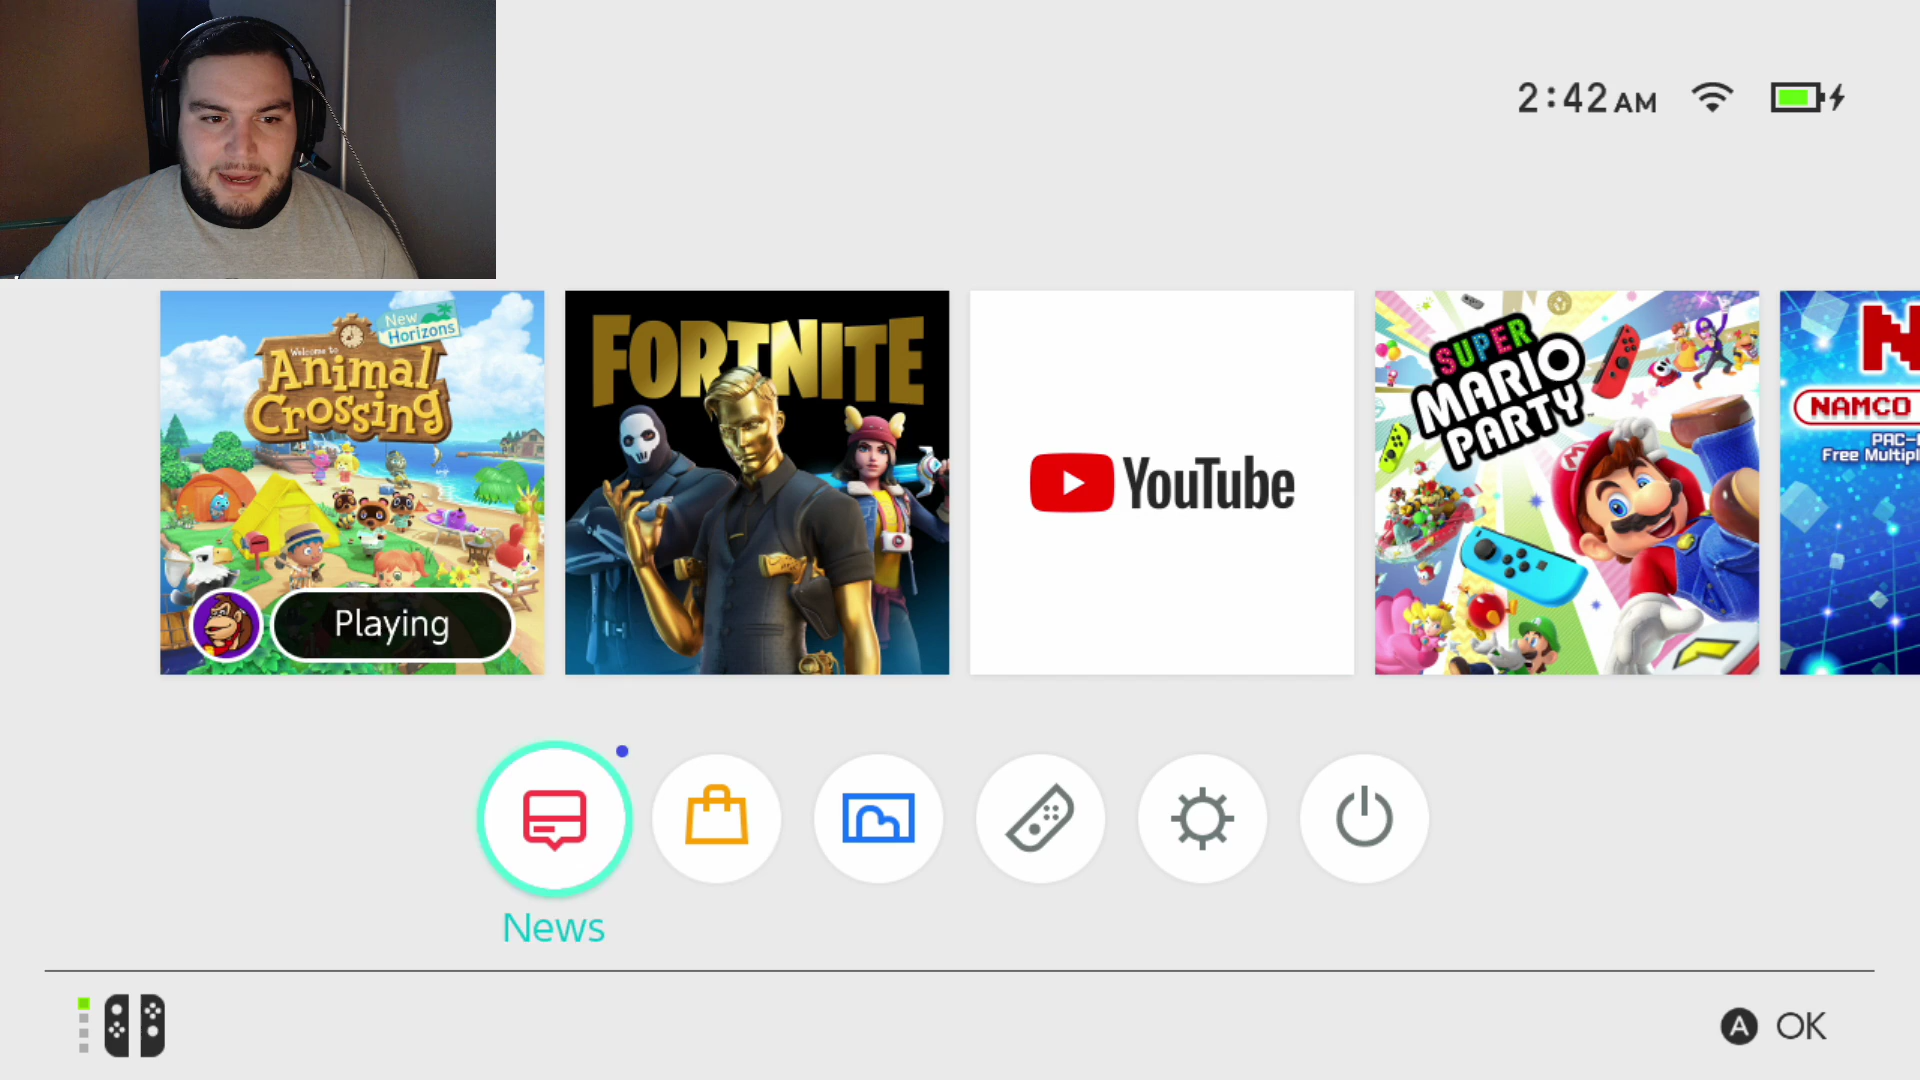 2:42 AM
New
Horizons
Welcome to
Animal
Crossing
Playing
FORTNITE
YouTube
SUPER
MARIO
PARTY
M
N
NAMCO
PAC-
Free Multipl
News
A OK